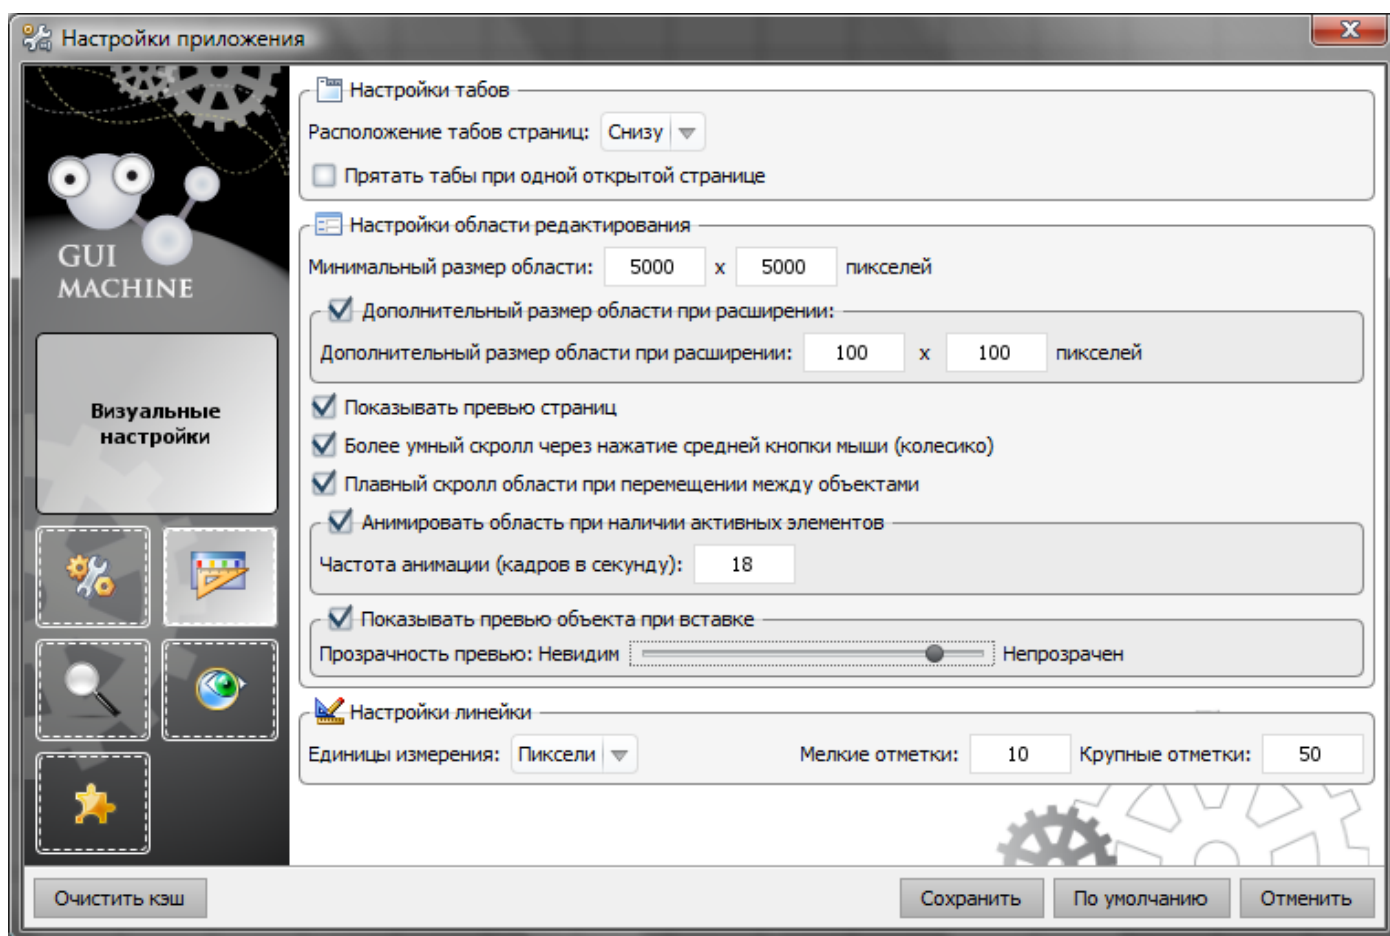 Настройки приложения
GUI
MACHINE
Визуальные
настройки
Настройки табов
Расположение табов страниц: Снизу
Прятать табы при одной открытой странице
Настройки области редактирования
Минимальный размер области: 5000 x 5000 пикселей
Дополнительный размер области при расширении:
Дополнительный размер области при расширении: 100 x 100 пикселей
Показывать превью страниц
Более умный скролл через нажатие средней кнопки мыши (колесико)
Плавный скролл области при перемещении между объектами
Анимировать область при наличии активных элементов
Частота анимации (кадров в секунду): 18
Показывать превью объекта при вставке
Прозрачность превью: Невидим Непрозрачен
Настройки линейки
Единицы измерения: Пиксели Мелкие отметки: 10 Крупные отметки: 50
Очистить кэш Сохранить По умолчанию Отменить